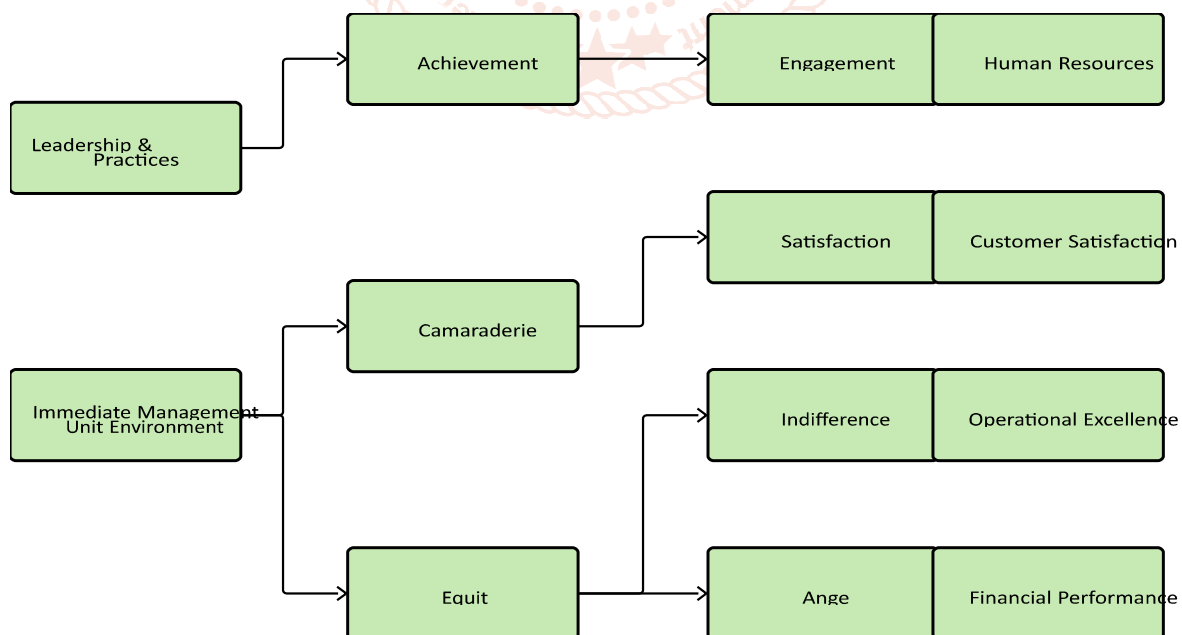 Achievement
Engagement
Human Resources
Leadership &
Practices
Satisfaction
Customer Satisfaction
Camaraderie
Immediate Management
Unit Environment
Indifference
Operational Excellence
Equit
Ange
Financial Performance